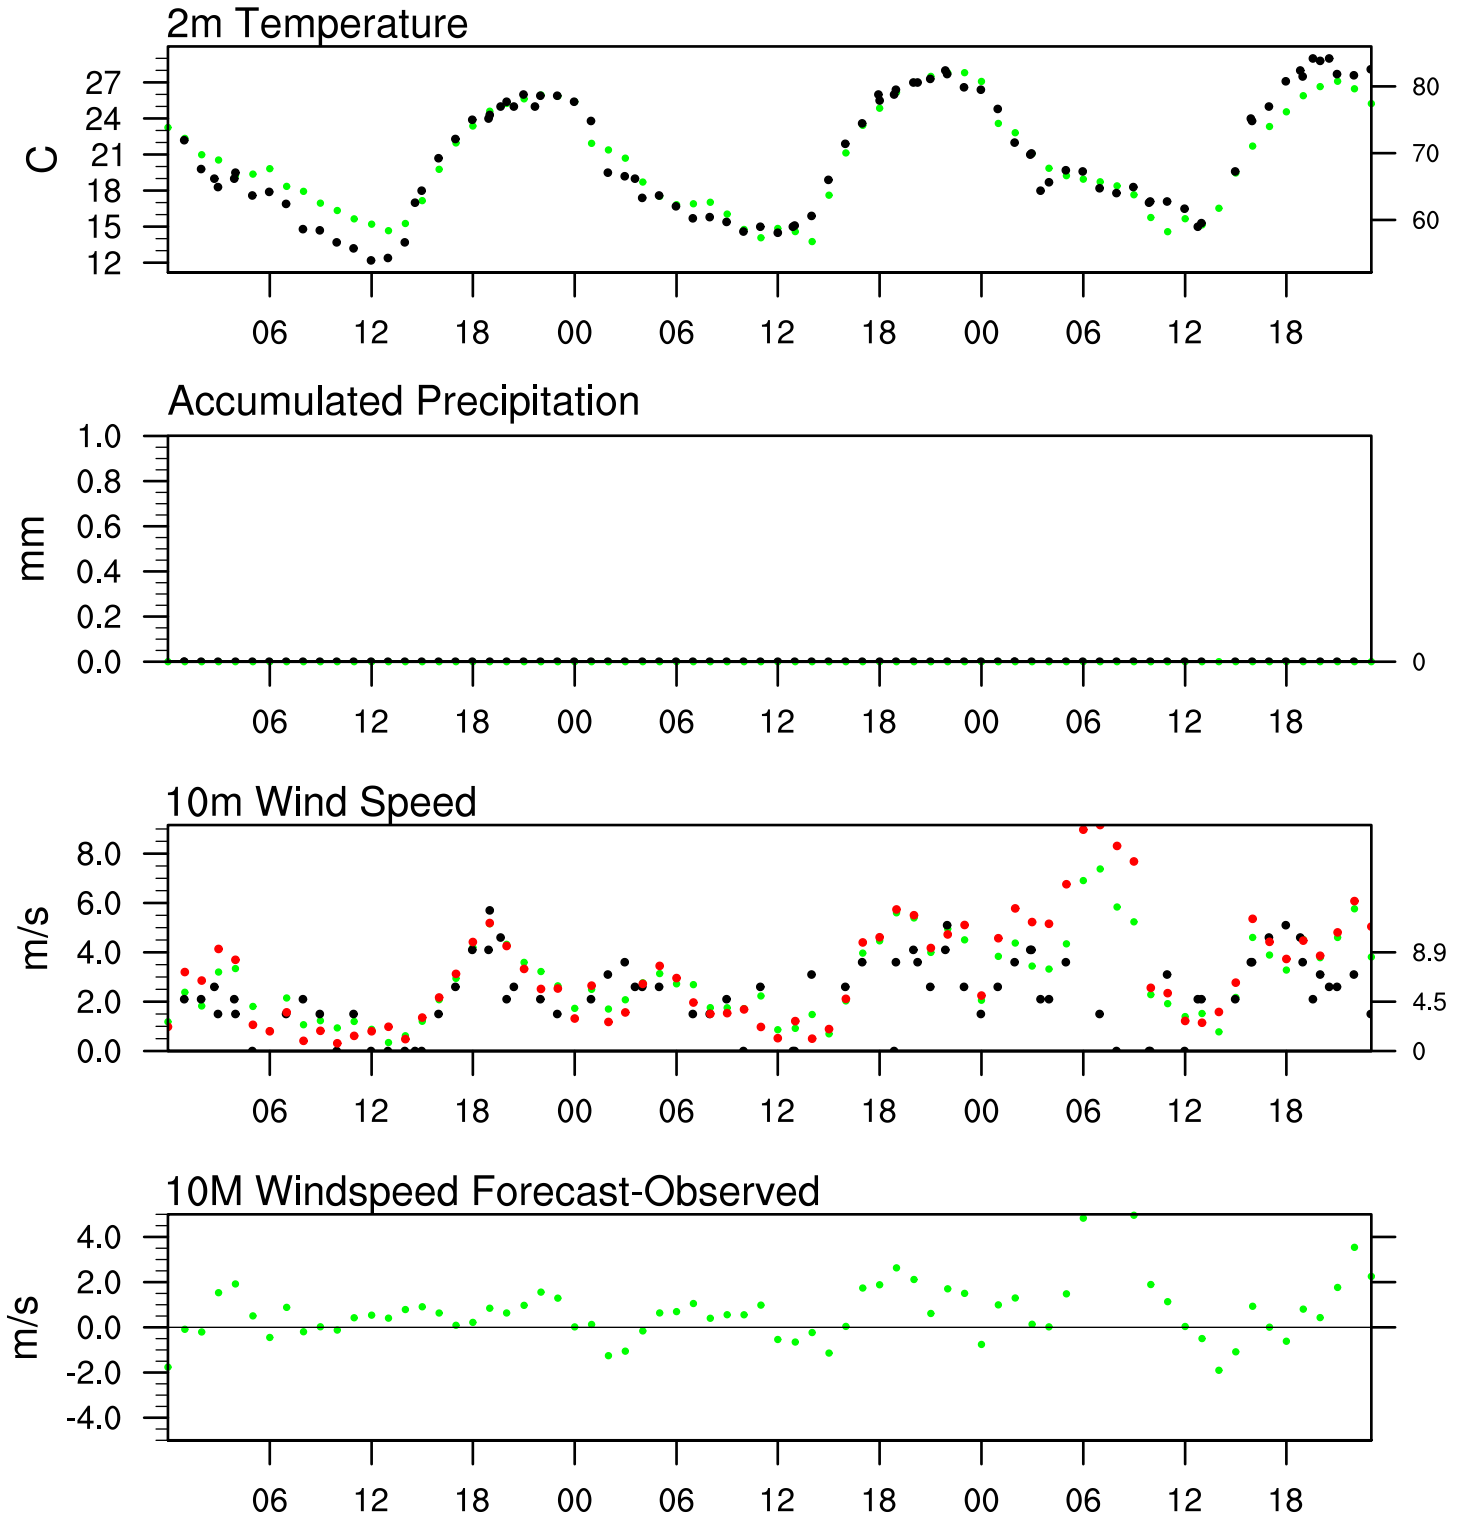 2m Temperature
27
24
21
18
15
12
C
80
70
60
06 12 18 00 06 12 18 00 06 12 18
Accumulated Precipitation
1.0
0.8
0.6
0.4
0.2
0.0
mm
0
06 12 18 00 06 12 18 00 06 12 18
10m Wind Speed
8.0
6.0
4.0
2.0
0.0
m/s
8.9
4.5
0
06 12 18 00 06 12 18 00 06 12 18
10M Windspeed Forecast-Observed
4.0
2.0
0.0
-2.0
-4.0
m/s
06 12 18 00 06 12 18 00 06 12 18